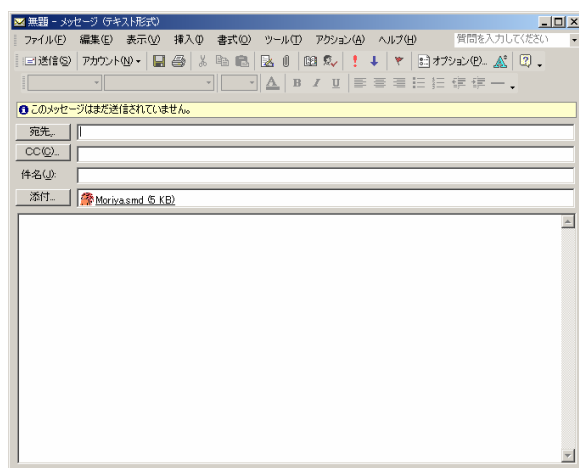 無題 - メッセージ (テキスト形式)
ファイル(F) 編集(E) 表示(V) 挿入(I) 書式(O) ツール(T) アクション(A) ヘルプ(H) 質問を入力してください
送信(S) アカウント(N) オプション(P)...
A B I U
このメッセージはまだ送信されていません。
宛先...
CC(C)...
件名(J):
添付... Moriya.smd (5 KB)